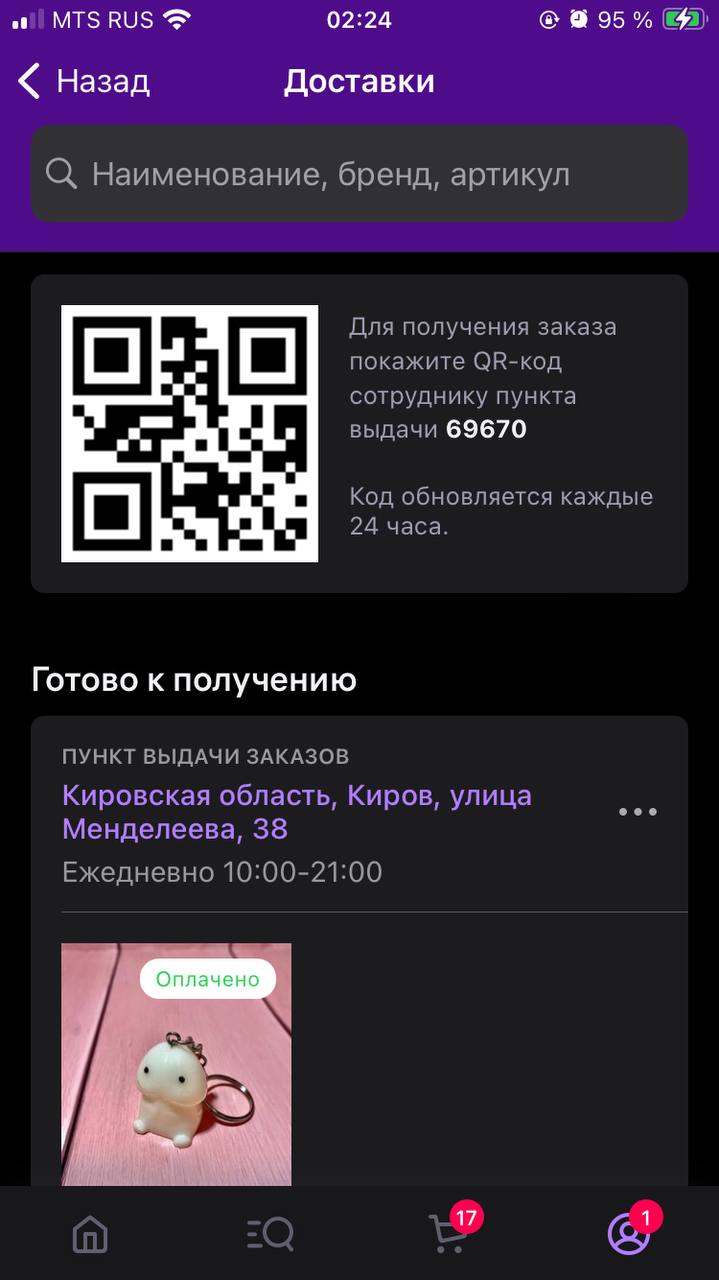 MTS RUS
02:24
95 %
Назад
Доставки
Наименование, бренд, артикул
Для получения заказа
покажите QR-код
сотруднику пункта
выдачи 69670
Код обновляется каждые
24 часа.
Готово к получению
ПУНКТ ВЫДАЧИ ЗАКАЗОВ
Кировская область, Киров, улица
Менделеева, 38
Ежедневно 10:00-21:00
Оплачено
17
1